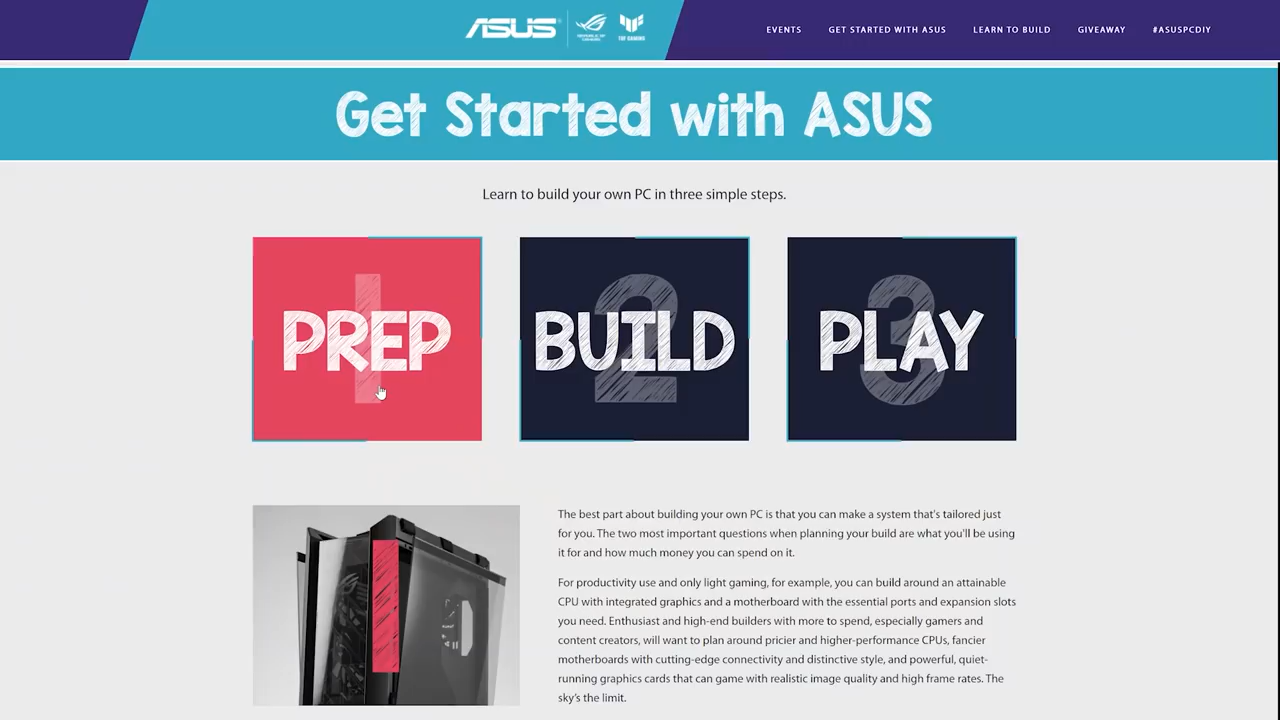 ASUS
REPUBLIC OF
GAMERS
TUF GAMING
EVENTS
GET STARTED WITH ASUS
LEARN TO BUILD
GIVEAWAY
#ASUSPCDIY
Get Started with ASUS
Learn to build your own PC in three simple steps.
1
PREP
2
BUILD
3
PLAY
The best part about building your own PC is that you can make a system that's tailored just
for you. The two most important questions when planning your build are what you'll be using
it for and how much money you can spend on it.
For productivity use and only light gaming, for example, you can build around an attainable
CPU with integrated graphics and a motherboard with the essential ports and expansion slots
you need. Enthusiast and high-end builders with more to spend, especially gamers and
content creators, will want to plan around pricier and higher-performance CPUs, fancier
motherboards with cutting-edge connectivity and distinctive style, and powerful, quiet-
running graphics cards that can game with realistic image quality and high frame rates. The
sky's the limit.